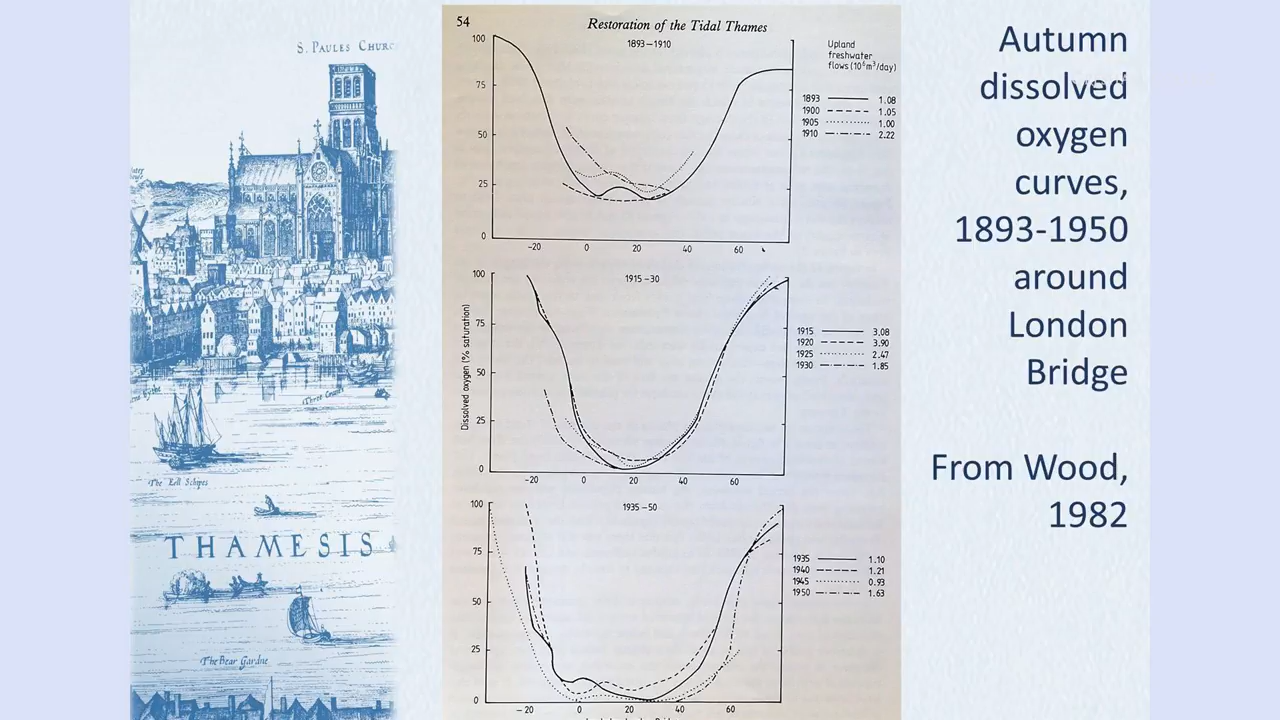 S. PAULES CHURC
The Eell Schipes
THAMESIS
The Bear Gardne
54
Restoration of the Tidal Thames
1893–1910
Upland
freshwater
flows (10⁶m³/day)
100
75
50
25
0
-20 0 20 40 60
1893 1.08
1900 1.05
1905 1.00
1910 2.22
Dissolved oxygen (% saturation)
1915–30
100
75
50
25
0
-20 0 20 40 60
1915 3.08
1920 3.90
1925 2.47
1930 1.85
1935–50
100
75
50
25
0
-20 0 20 40 60
1935 1.10
1940 1.21
1945 0.93
1950 1.63
Autumn
dissolved
oxygen
curves,
1893-1950
around
London
Bridge
From Wood,
1982